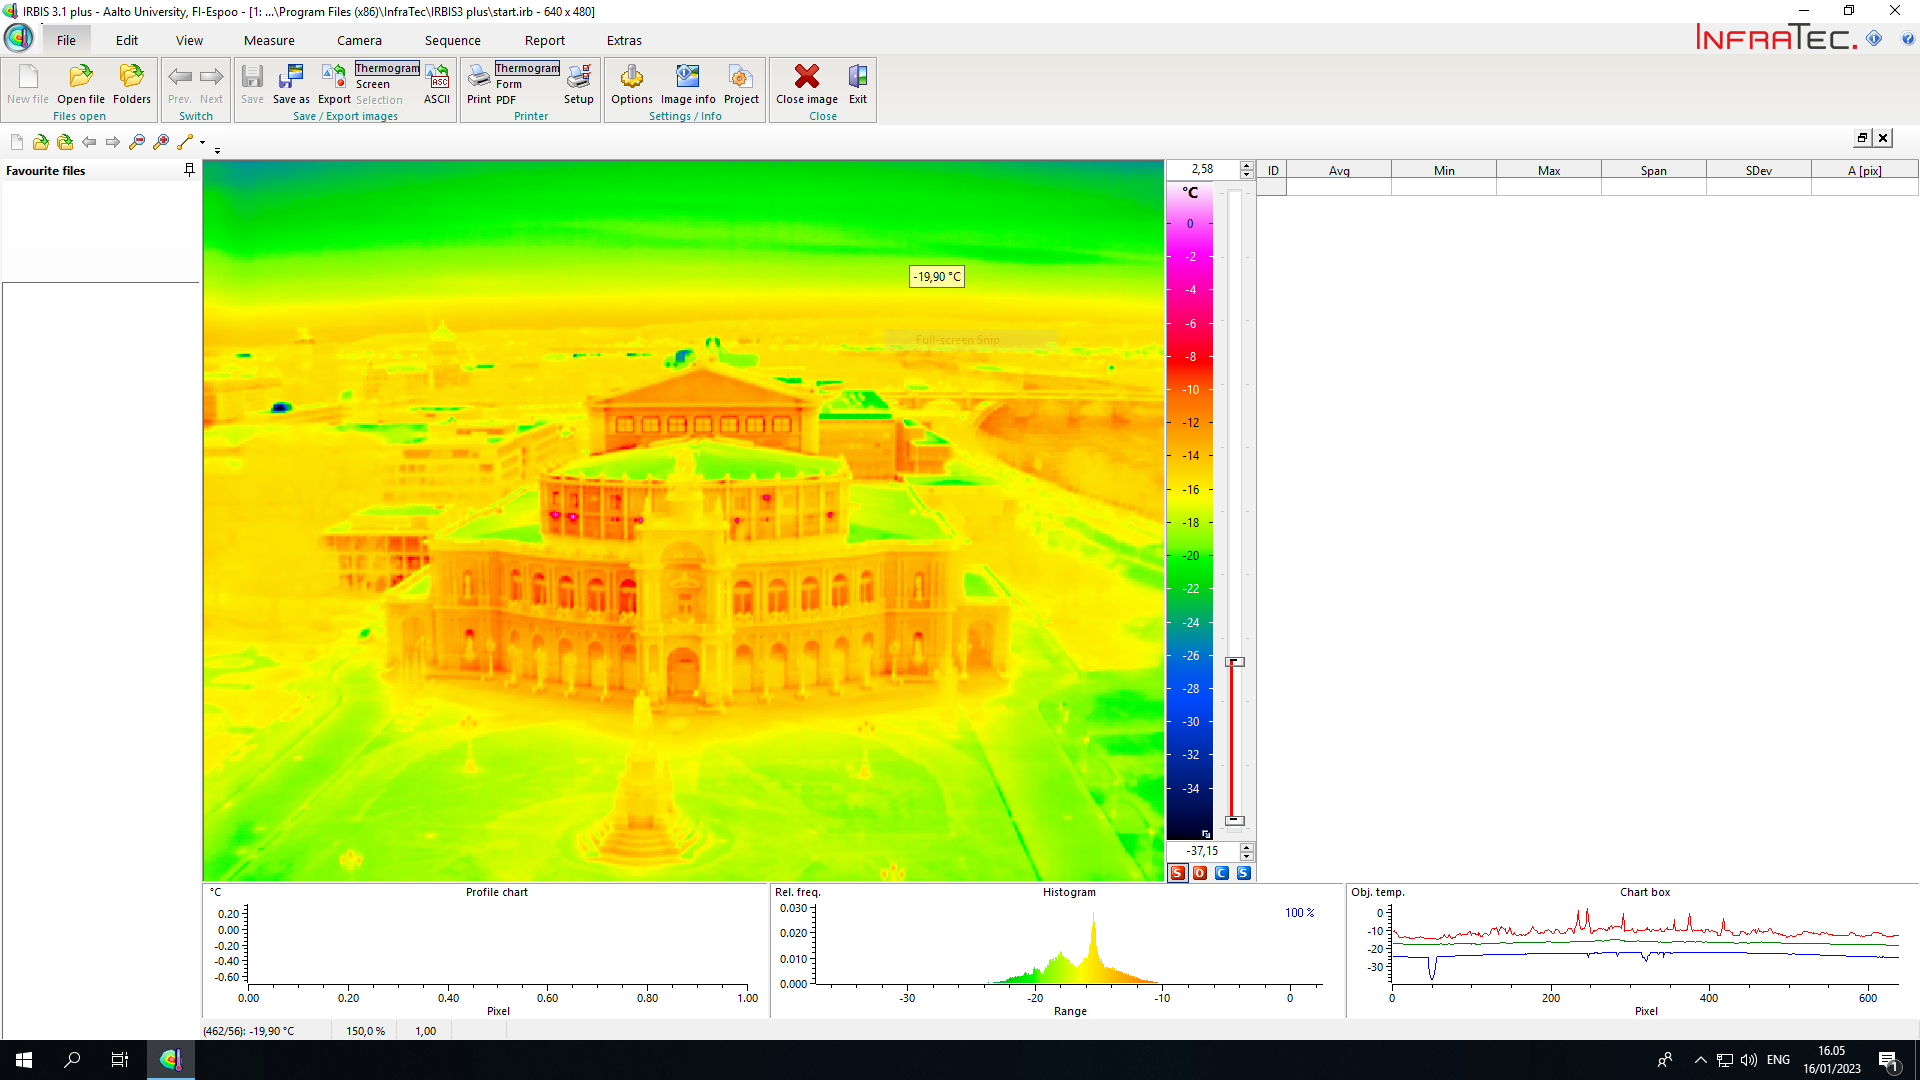 IRBIS 3.1 plus - Aalto University, FI-Espoo - [1: ...\Program Files (x86)\InfraTec\IRBIS3 plus\start.irb - 640 x 480]
File Edit View Measure Camera Sequence Report Extras
INFRATEC.
New file Open file Folders
Files open
Prev. Next
Switch
Save Save as Export Thermogram Screen Selection ASCII
Save / Export images
Print Thermogram Form PDF Setup
Printer
Options Image info Project
Settings / Info
Close image Exit
Close
Favourite files
-19,90 °C
Full-screen Snip
2,58
°C
0
-2
-4
-6
-8
-10
-12
-14
-16
-18
-20
-22
-24
-26
-28
-30
-32
-34
-37,15
S O C S
ID Avg Min Max Span SDev A [pix]
°C Profile chart
0.20
0.00
-0.20
-0.40
-0.60
0.00 0.20 0.40 0.60 0.80 1.00
Pixel
Rel. freq. Histogram
100 %
0.030
0.020
0.010
0.000
-30 -20 -10 0
Range
Obj. temp. Chart box
0
-10
-20
-30
0 200 400 600
Pixel
(462/56): -19,90 °C 150,0 % 1,00
ENG
16.05
16/01/2023
1